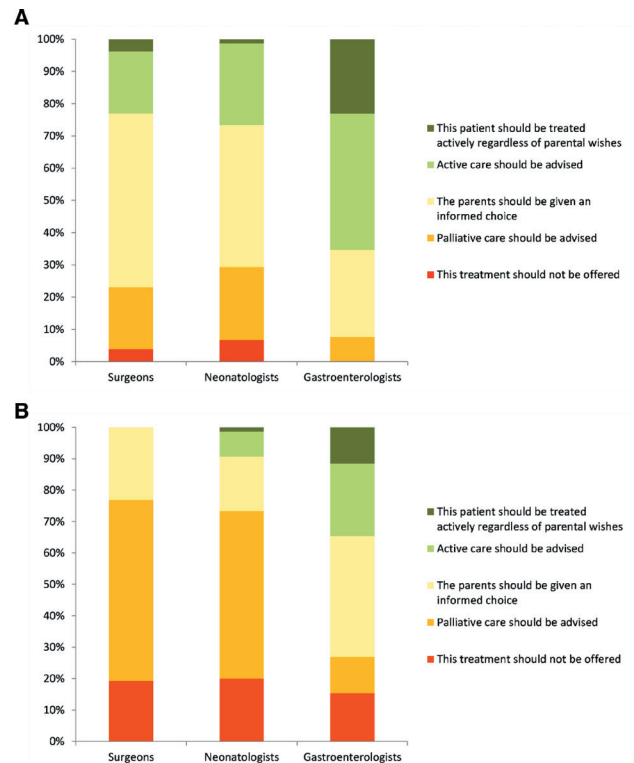 A
100%
90%
80%
70%
60%
50%
40%
30%
20%
10%
0%
Surgeons
Neonatologists
Gastroenterologists
This patient should be treated
actively regardless of parental wishes
Active care should be advised
The parents should be given an
informed choice
Palliative care should be advised
This treatment should not be offered
B
100%
90%
80%
70%
60%
50%
40%
30%
20%
10%
0%
Surgeons
Neonatologists
Gastroenterologists
This patient should be treated
actively regardless of parental wishes
Active care should be advised
The parents should be given an
informed choice
Palliative care should be advised
This treatment should not be offered